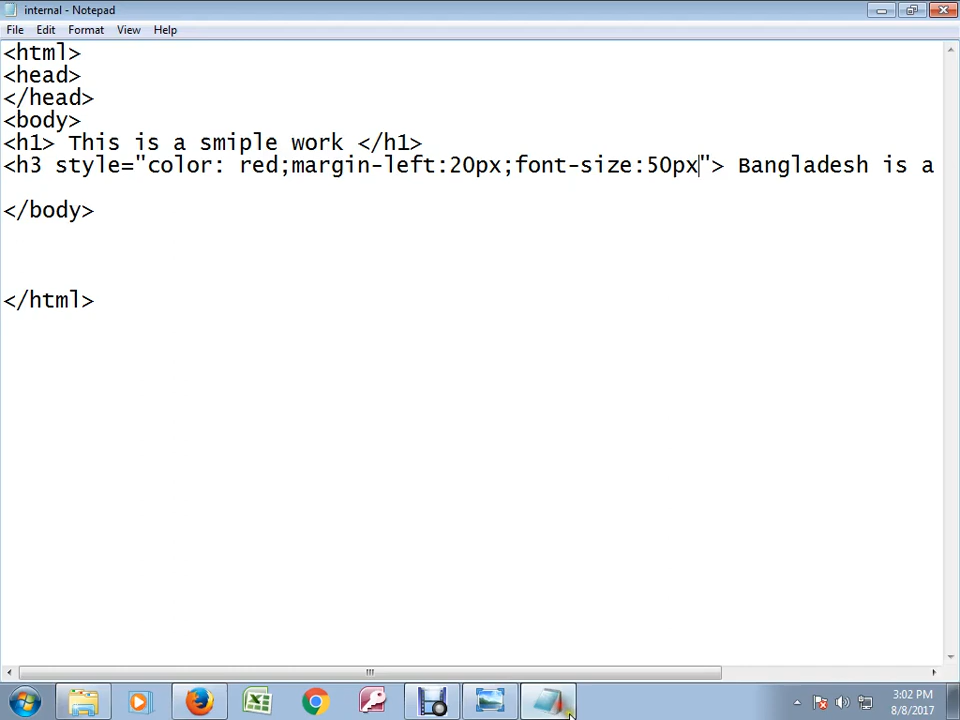 internal - Notepad
File Edit Format View Help
<html>
<head>
</head>
<body>
<h1> This is a smiple work </h1>
<h3 style="color: red;margin-left:20px;font-size:50px"> Bangladesh is a
</body>
</html>
3:02 PM
8/8/2017